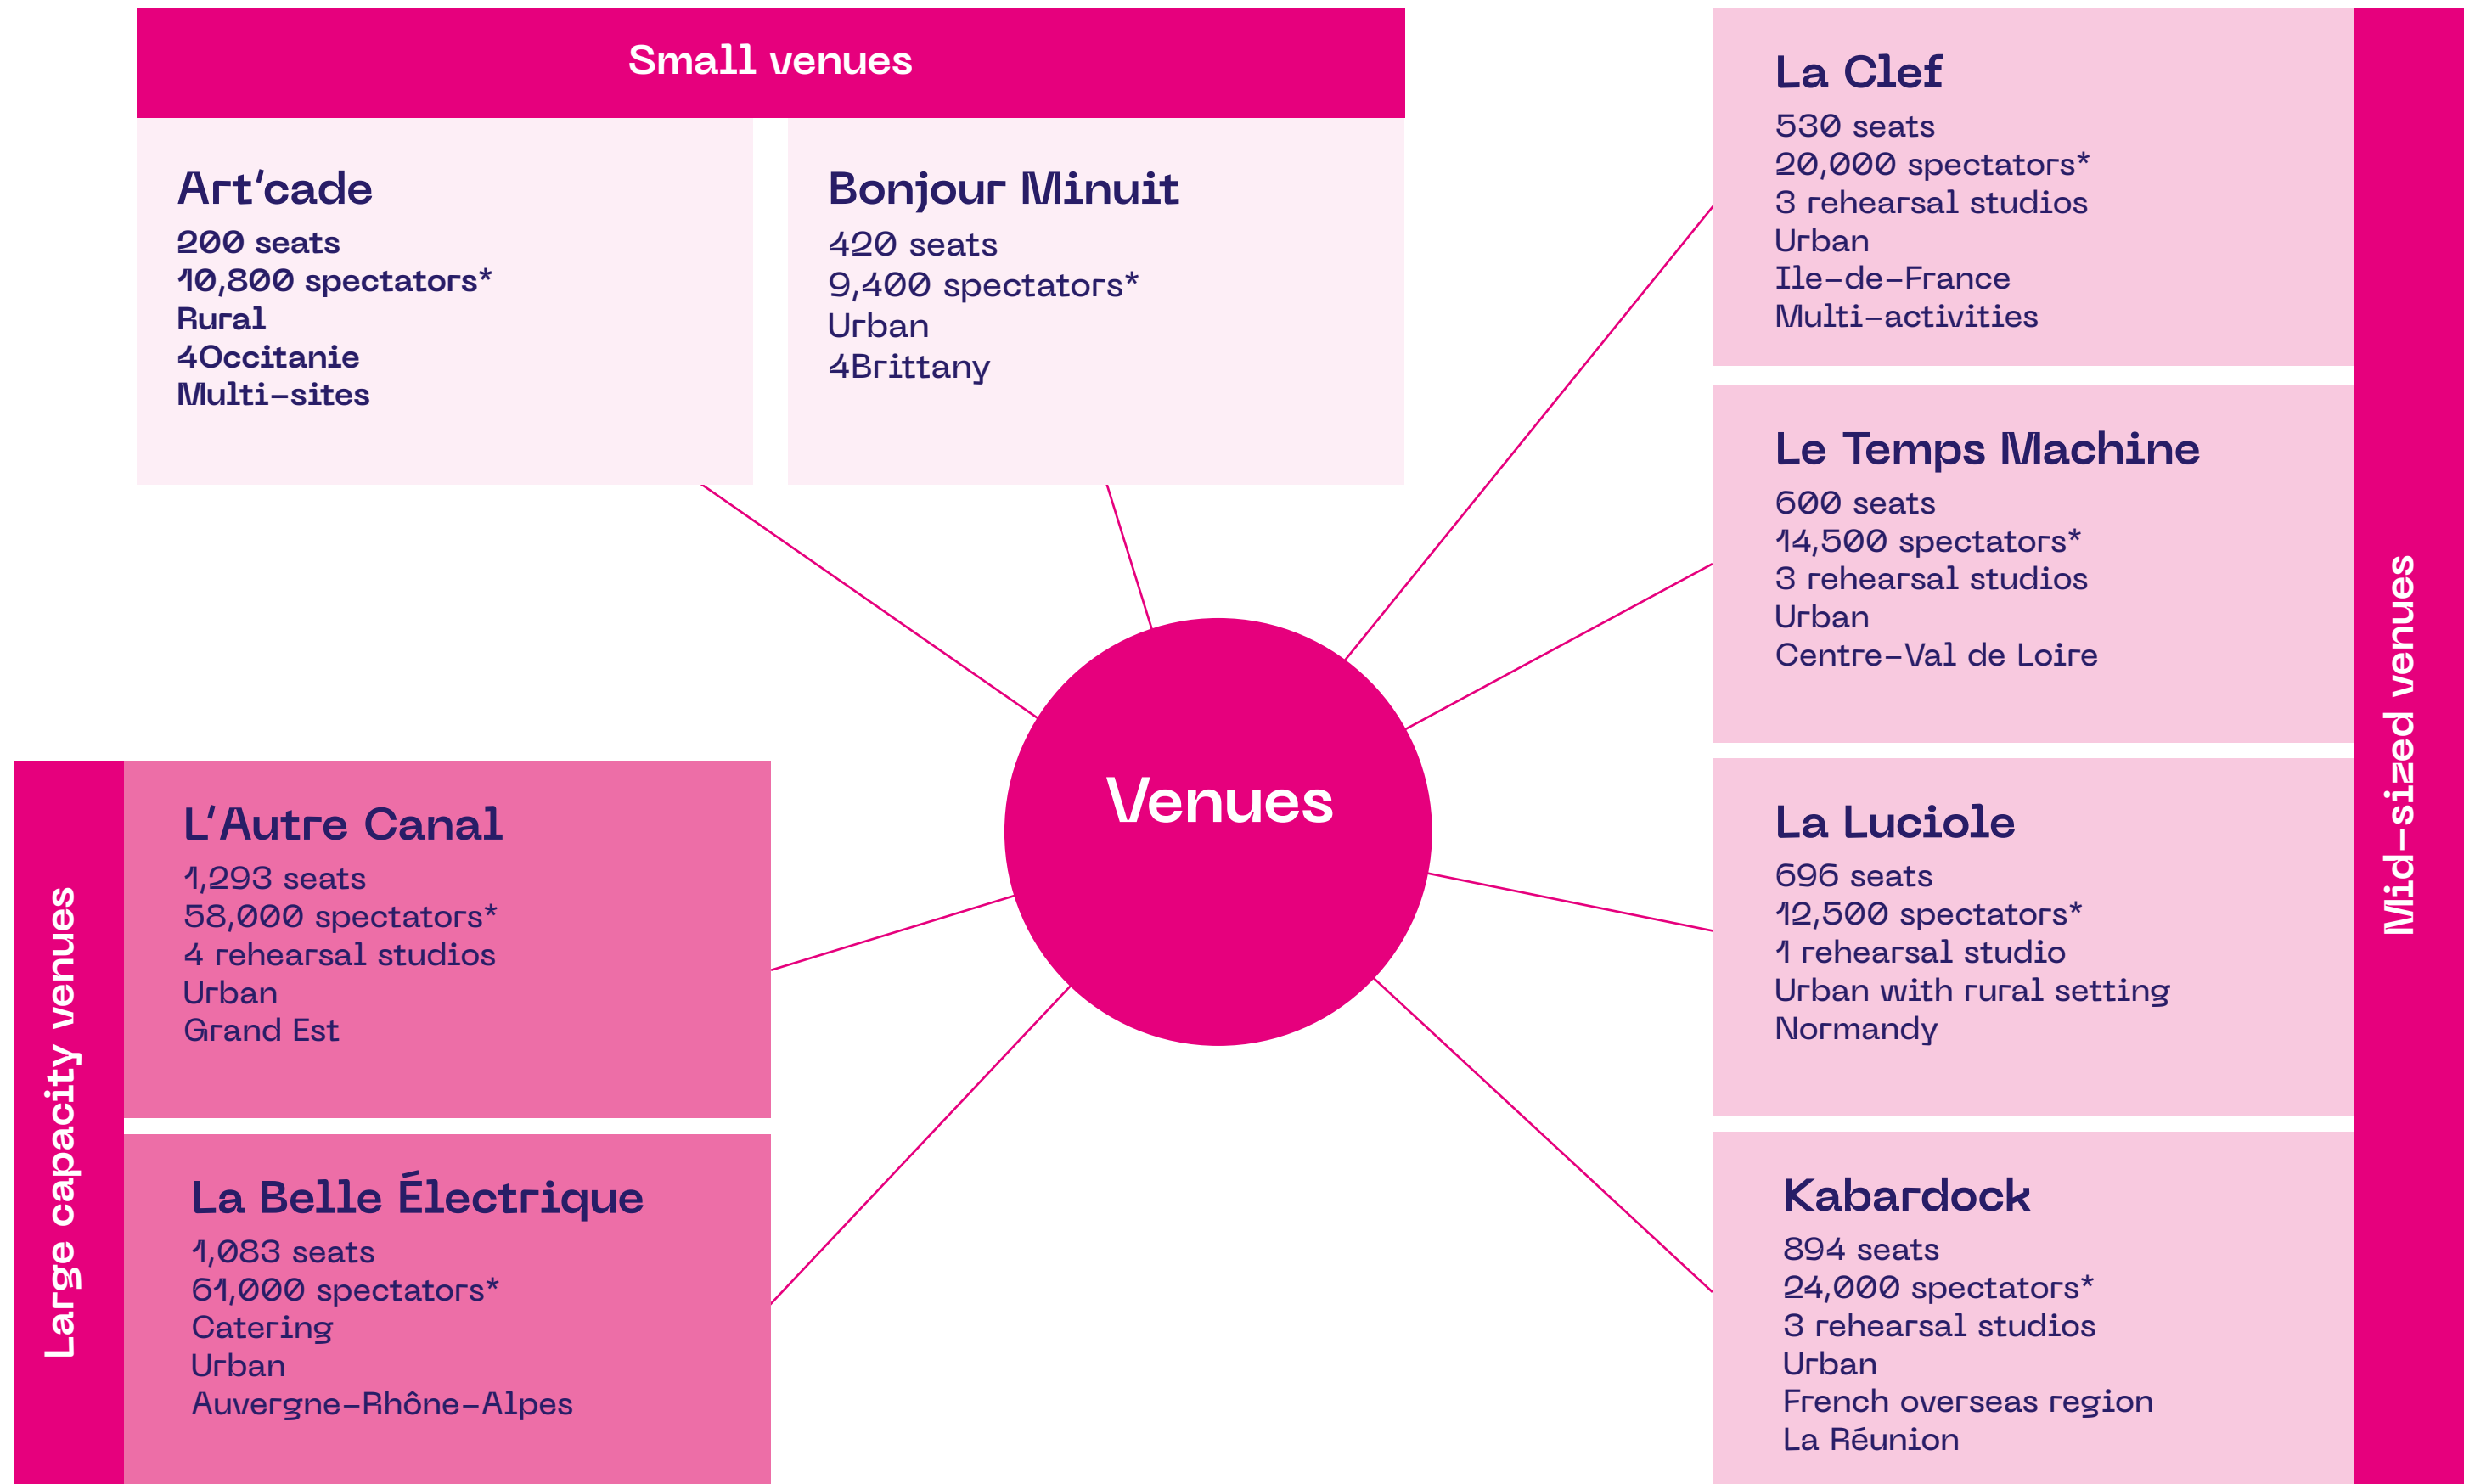 Small venues
Art'cade
200 seats
10,800 spectators*
Rural
4Occitanie
Multi-sites
Bonjour Minuit
420 seats
9,400 spectators*
Urban
4Brittany
La Clef
530 seats
20,000 spectators*
3 rehearsal studios
Urban
Ile-de-France
Multi-activities
Le Temps Machine
600 seats
14,500 spectators*
3 rehearsal studios
Urban
Centre-Val de Loire
La Luciole
696 seats
12,500 spectators*
1 rehearsal studio
Urban with rural setting
Normandy
Kabardock
894 seats
24,000 spectators*
3 rehearsal studios
Urban
French overseas region
La Réunion
Mid-sized venues
Venues
Large capacity venues
L'Autre Canal
1,293 seats
58,000 spectators*
4 rehearsal studios
Urban
Grand Est
La Belle Électrique
1,083 seats
61,000 spectators*
Catering
Urban
Auvergne-Rhône-Alpes